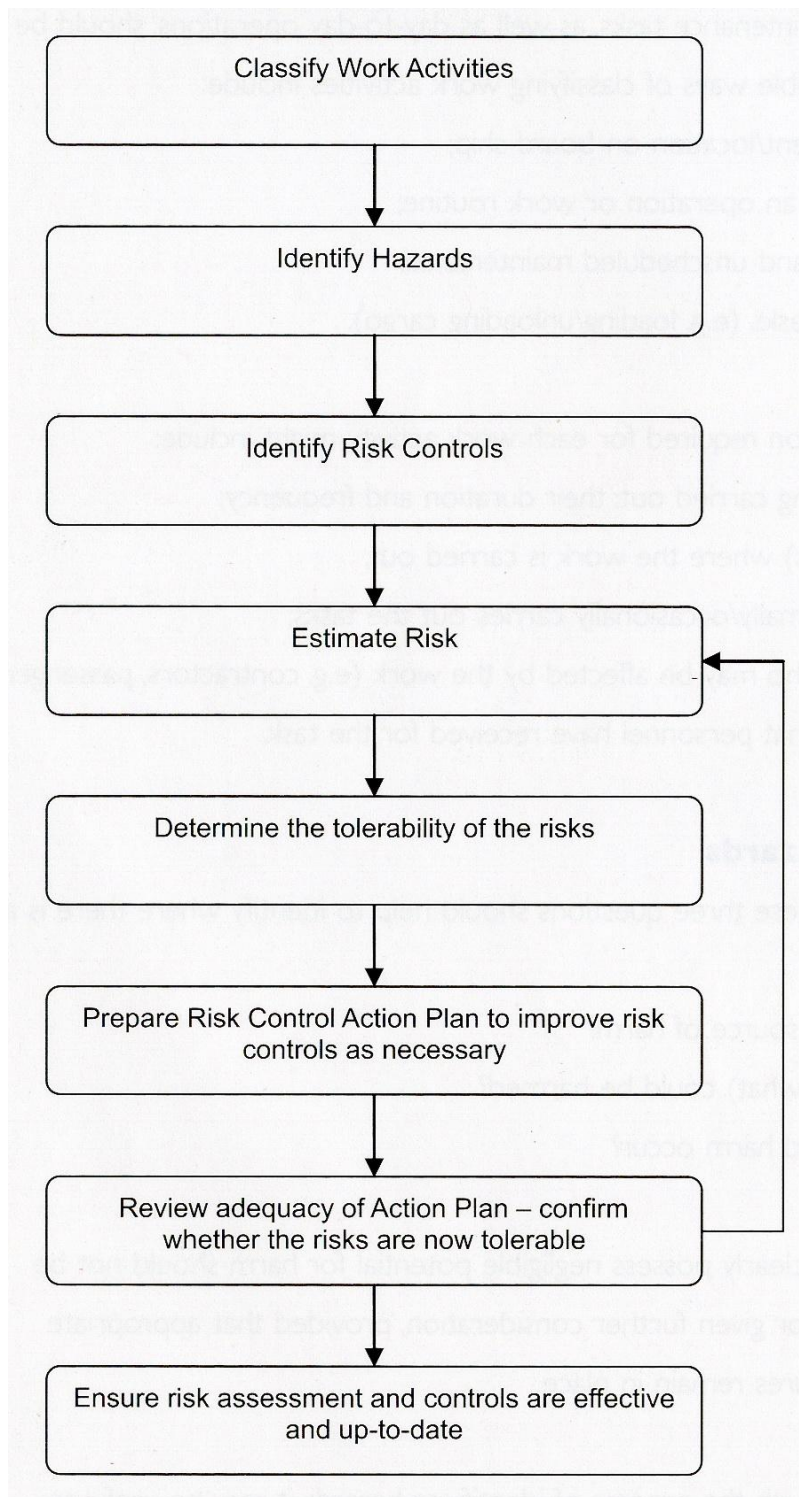 Classify Work Activities
Identify Hazards
Identify Risk Controls
Estimate Risk
Determine the tolerability of the risks
Prepare Risk Control Action Plan to improve risk
controls as necessary
Review adequacy of Action Plan – confirm
whether the risks are now tolerable
Ensure risk assessment and controls are effective
and up-to-date